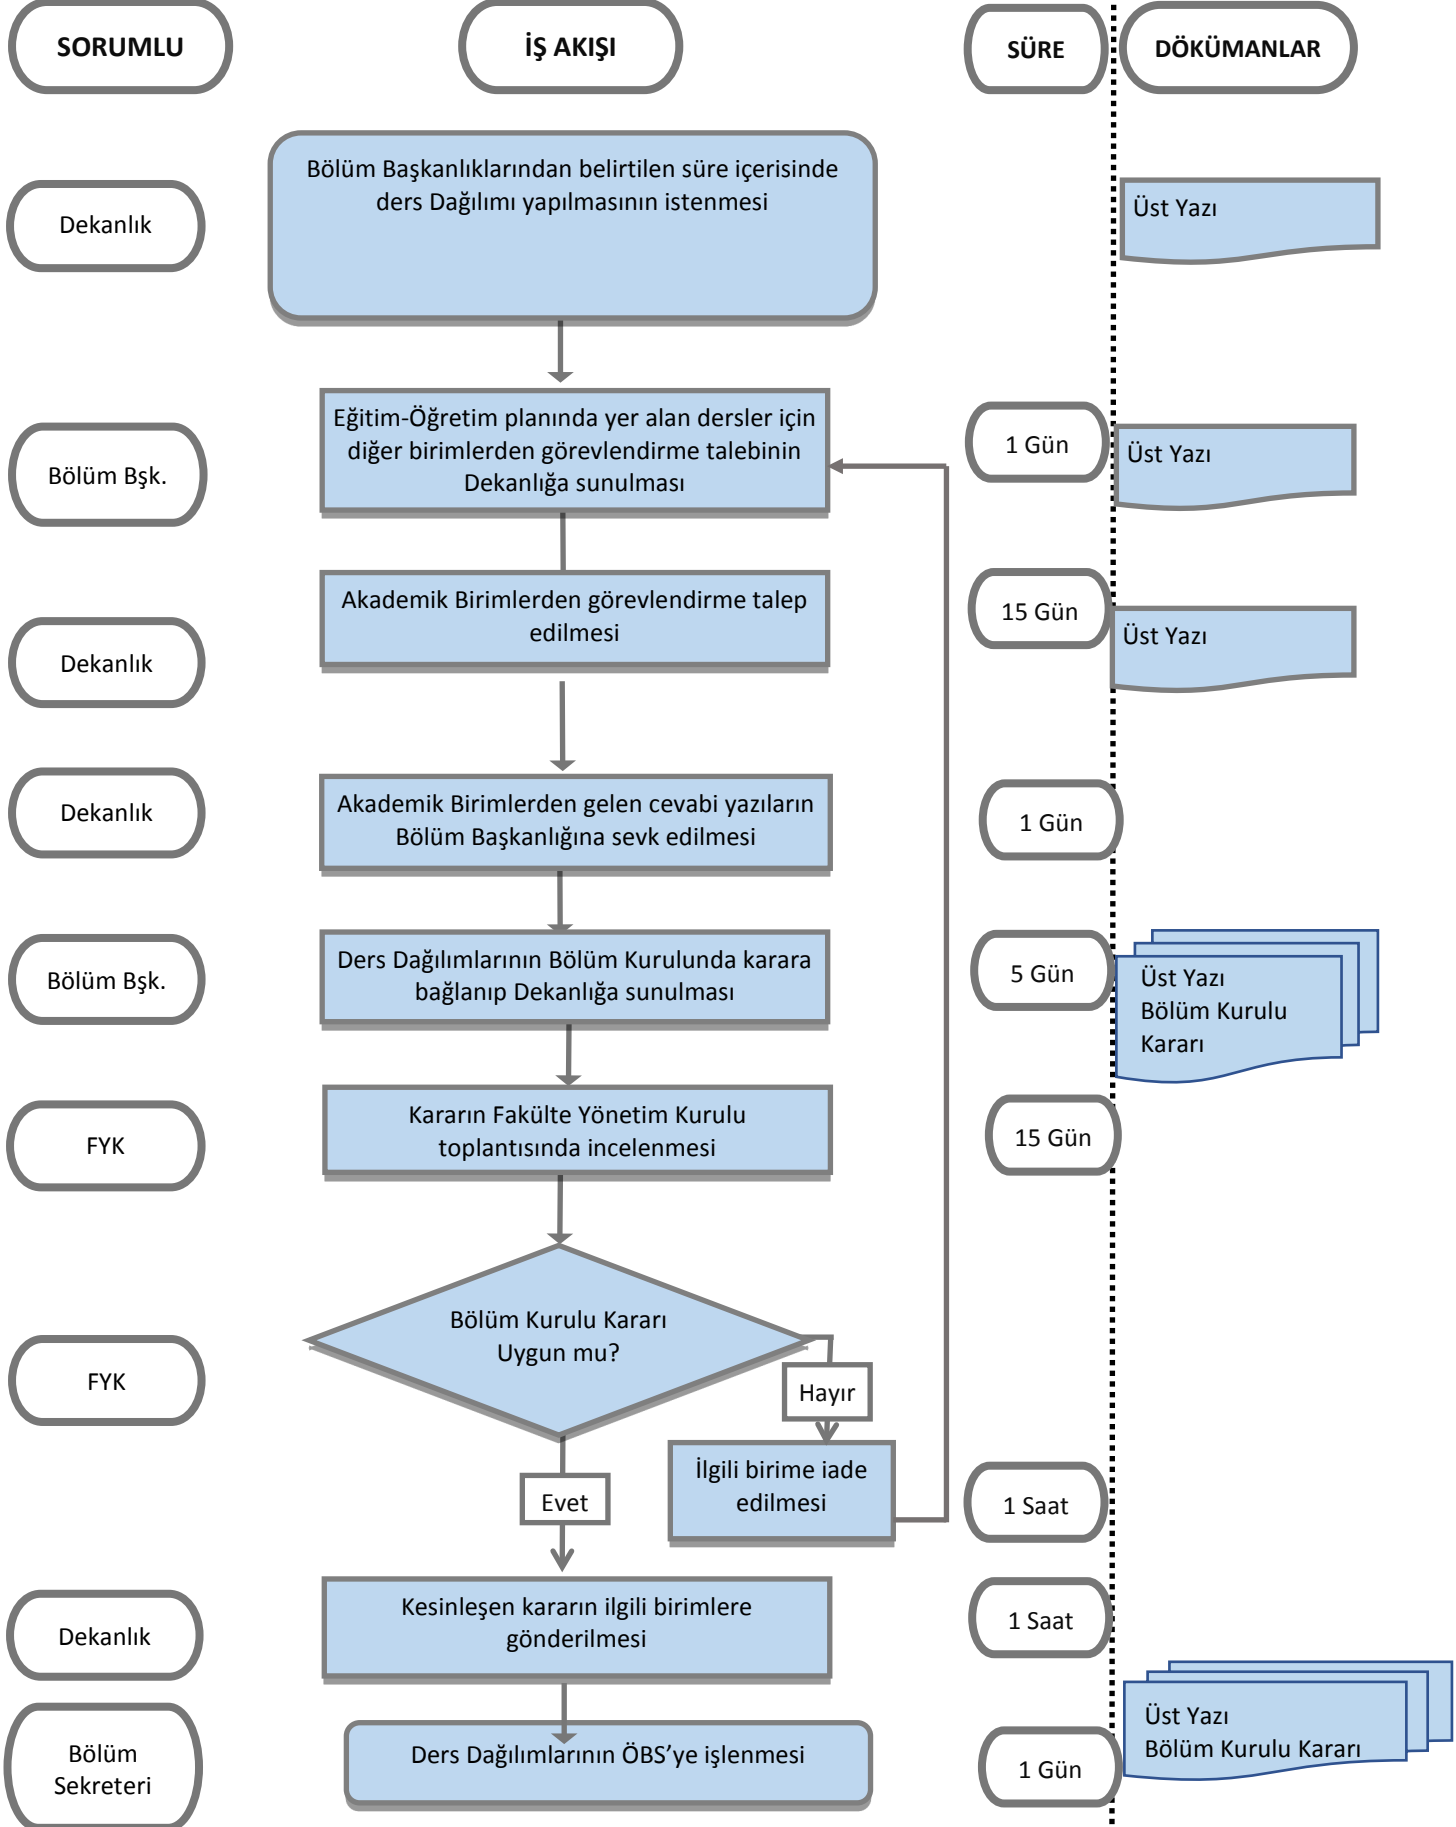 SORUMLU
İŞ AKIŞI
SÜRE
DÖKÜMANLAR
Dekanlık
Bölüm Başkanlıklarından belirtilen süre içerisinde
ders Dağılımı yapılmasının istenmesi
Üst Yazı
Bölüm Bşk.
Eğitim-Öğretim planında yer alan dersler için
diğer birimlerden görevlendirme talebinin
Dekanlığa sunulması
1 Gün
Üst Yazı
Dekanlık
Akademik Birimlerden görevlendirme talep
edilmesi
15 Gün
Üst Yazı
Dekanlık
Akademik Birimlerden gelen cevabi yazıların
Bölüm Başkanlığına sevk edilmesi
1 Gün
Bölüm Bşk.
Ders Dağılımlarının Bölüm Kurulunda karara
bağlanıp Dekanlığa sunulması
5 Gün
Üst Yazı
Bölüm Kurulu
Kararı
FYK
Kararın Fakülte Yönetim Kurulu
toplantısında incelenmesi
15 Gün
FYK
Bölüm Kurulu Kararı
Uygun mu?
Hayır
İlgili birime iade
edilmesi
1 Saat
Evet
Dekanlık
Kesinleşen kararın ilgili birimlere
gönderilmesi
1 Saat
Bölüm
Sekreteri
Ders Dağılımlarının ÖBS’ye işlenmesi
1 Gün
Üst Yazı
Bölüm Kurulu Kararı